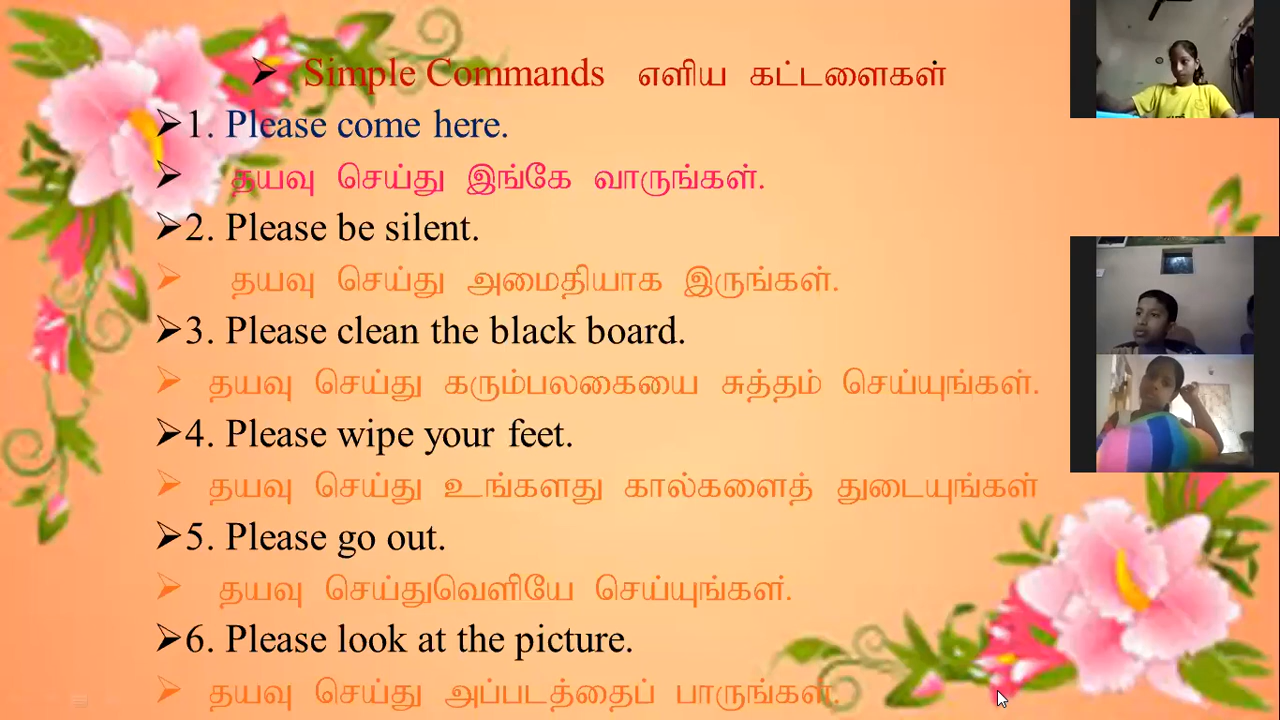 Simple Commands எளிய கட்டளைகள்
1. Please come here.
தயவு செய்து இங்கே வாருங்கள்.
2. Please be silent.
தயவு செய்து அமைதியாக இருங்கள்.
3. Please clean the black board.
தயவு செய்து கரும்பலகையை சுத்தம் செய்யுங்கள்.
4. Please wipe your feet.
தயவு செய்து உங்களது கால்களைத் துடையுங்கள்
5. Please go out.
தயவு செய்துவெளியே செய்யுங்கள்.
6. Please look at the picture.
தயவு செய்து அப்படத்தைப் பாருங்கள்.